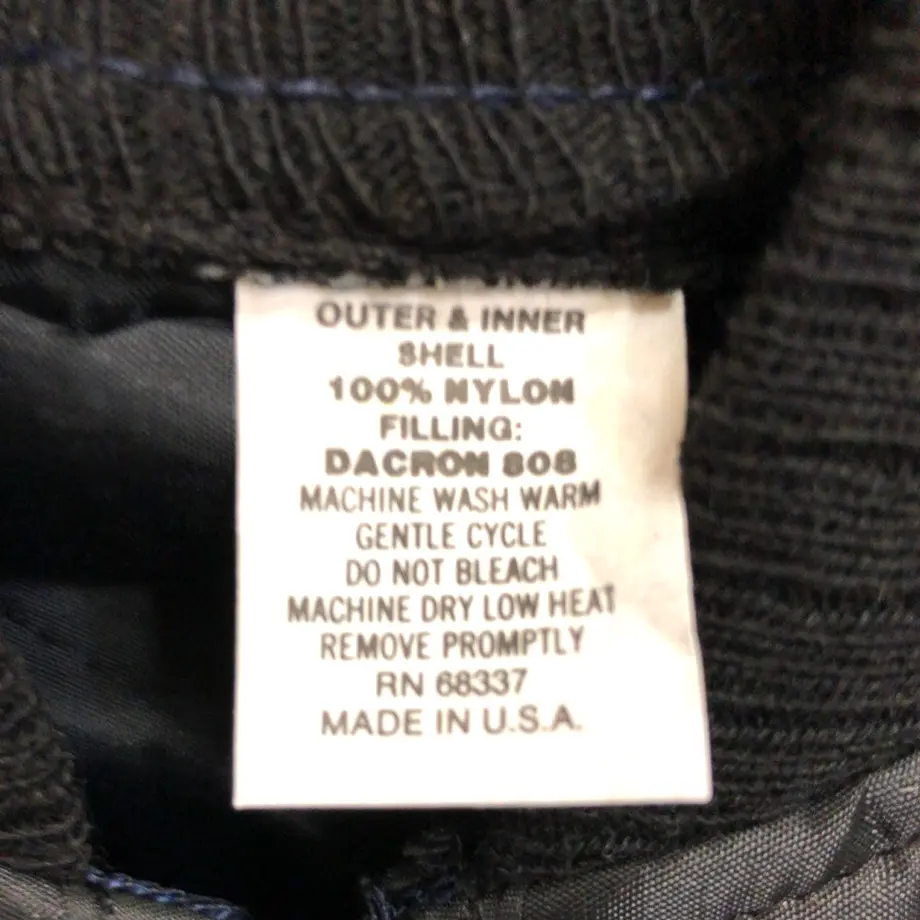 OUTER & INNER
SHELL
100% NYLON
FILLING:
DACRON 808
MACHINE WASH WARM
GENTLE CYCLE
DO NOT BLEACH
MACHINE DRY LOW HEAT
REMOVE PROMPTLY
RN 68337
MADE IN U.S.A.